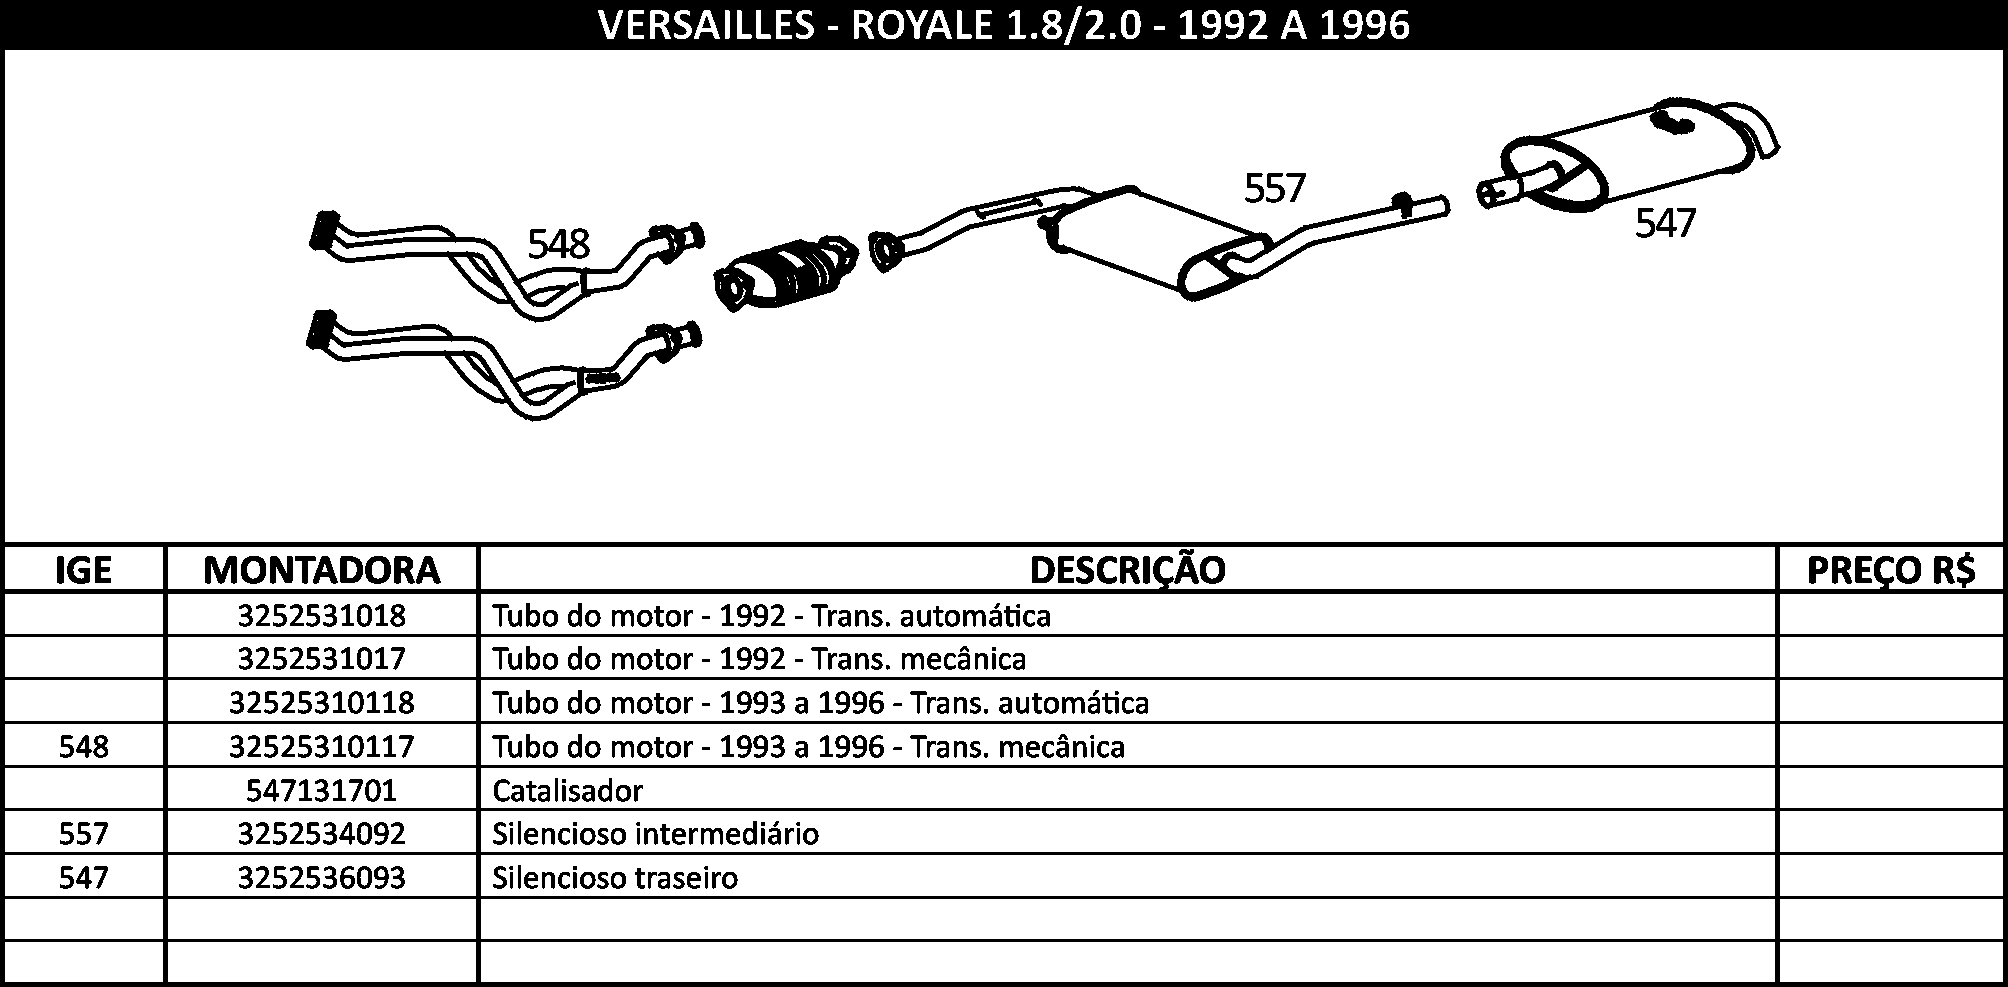 VERSAILLES - ROYALE 1.8/2.0 - 1992 A 1996
557
547
548
IGE MONTADORA DESCRIÇÃO PREÇO R$
3252531018 Tubo do motor - 1992 - Trans. automática
3252531017 Tubo do motor - 1992 - Trans. mecânica
32525310118 Tubo do motor - 1993 a 1996 - Trans. automática
548 32525310117 Tubo do motor - 1993 a 1996 - Trans. mecânica
547131701 Catalisador
557 3252534092 Silencioso intermediário
547 3252536093 Silencioso traseiro